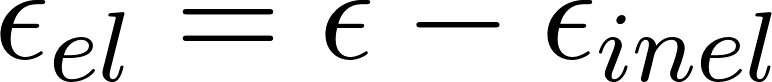 ϵ_{el} = ϵ − ϵ_{inel}